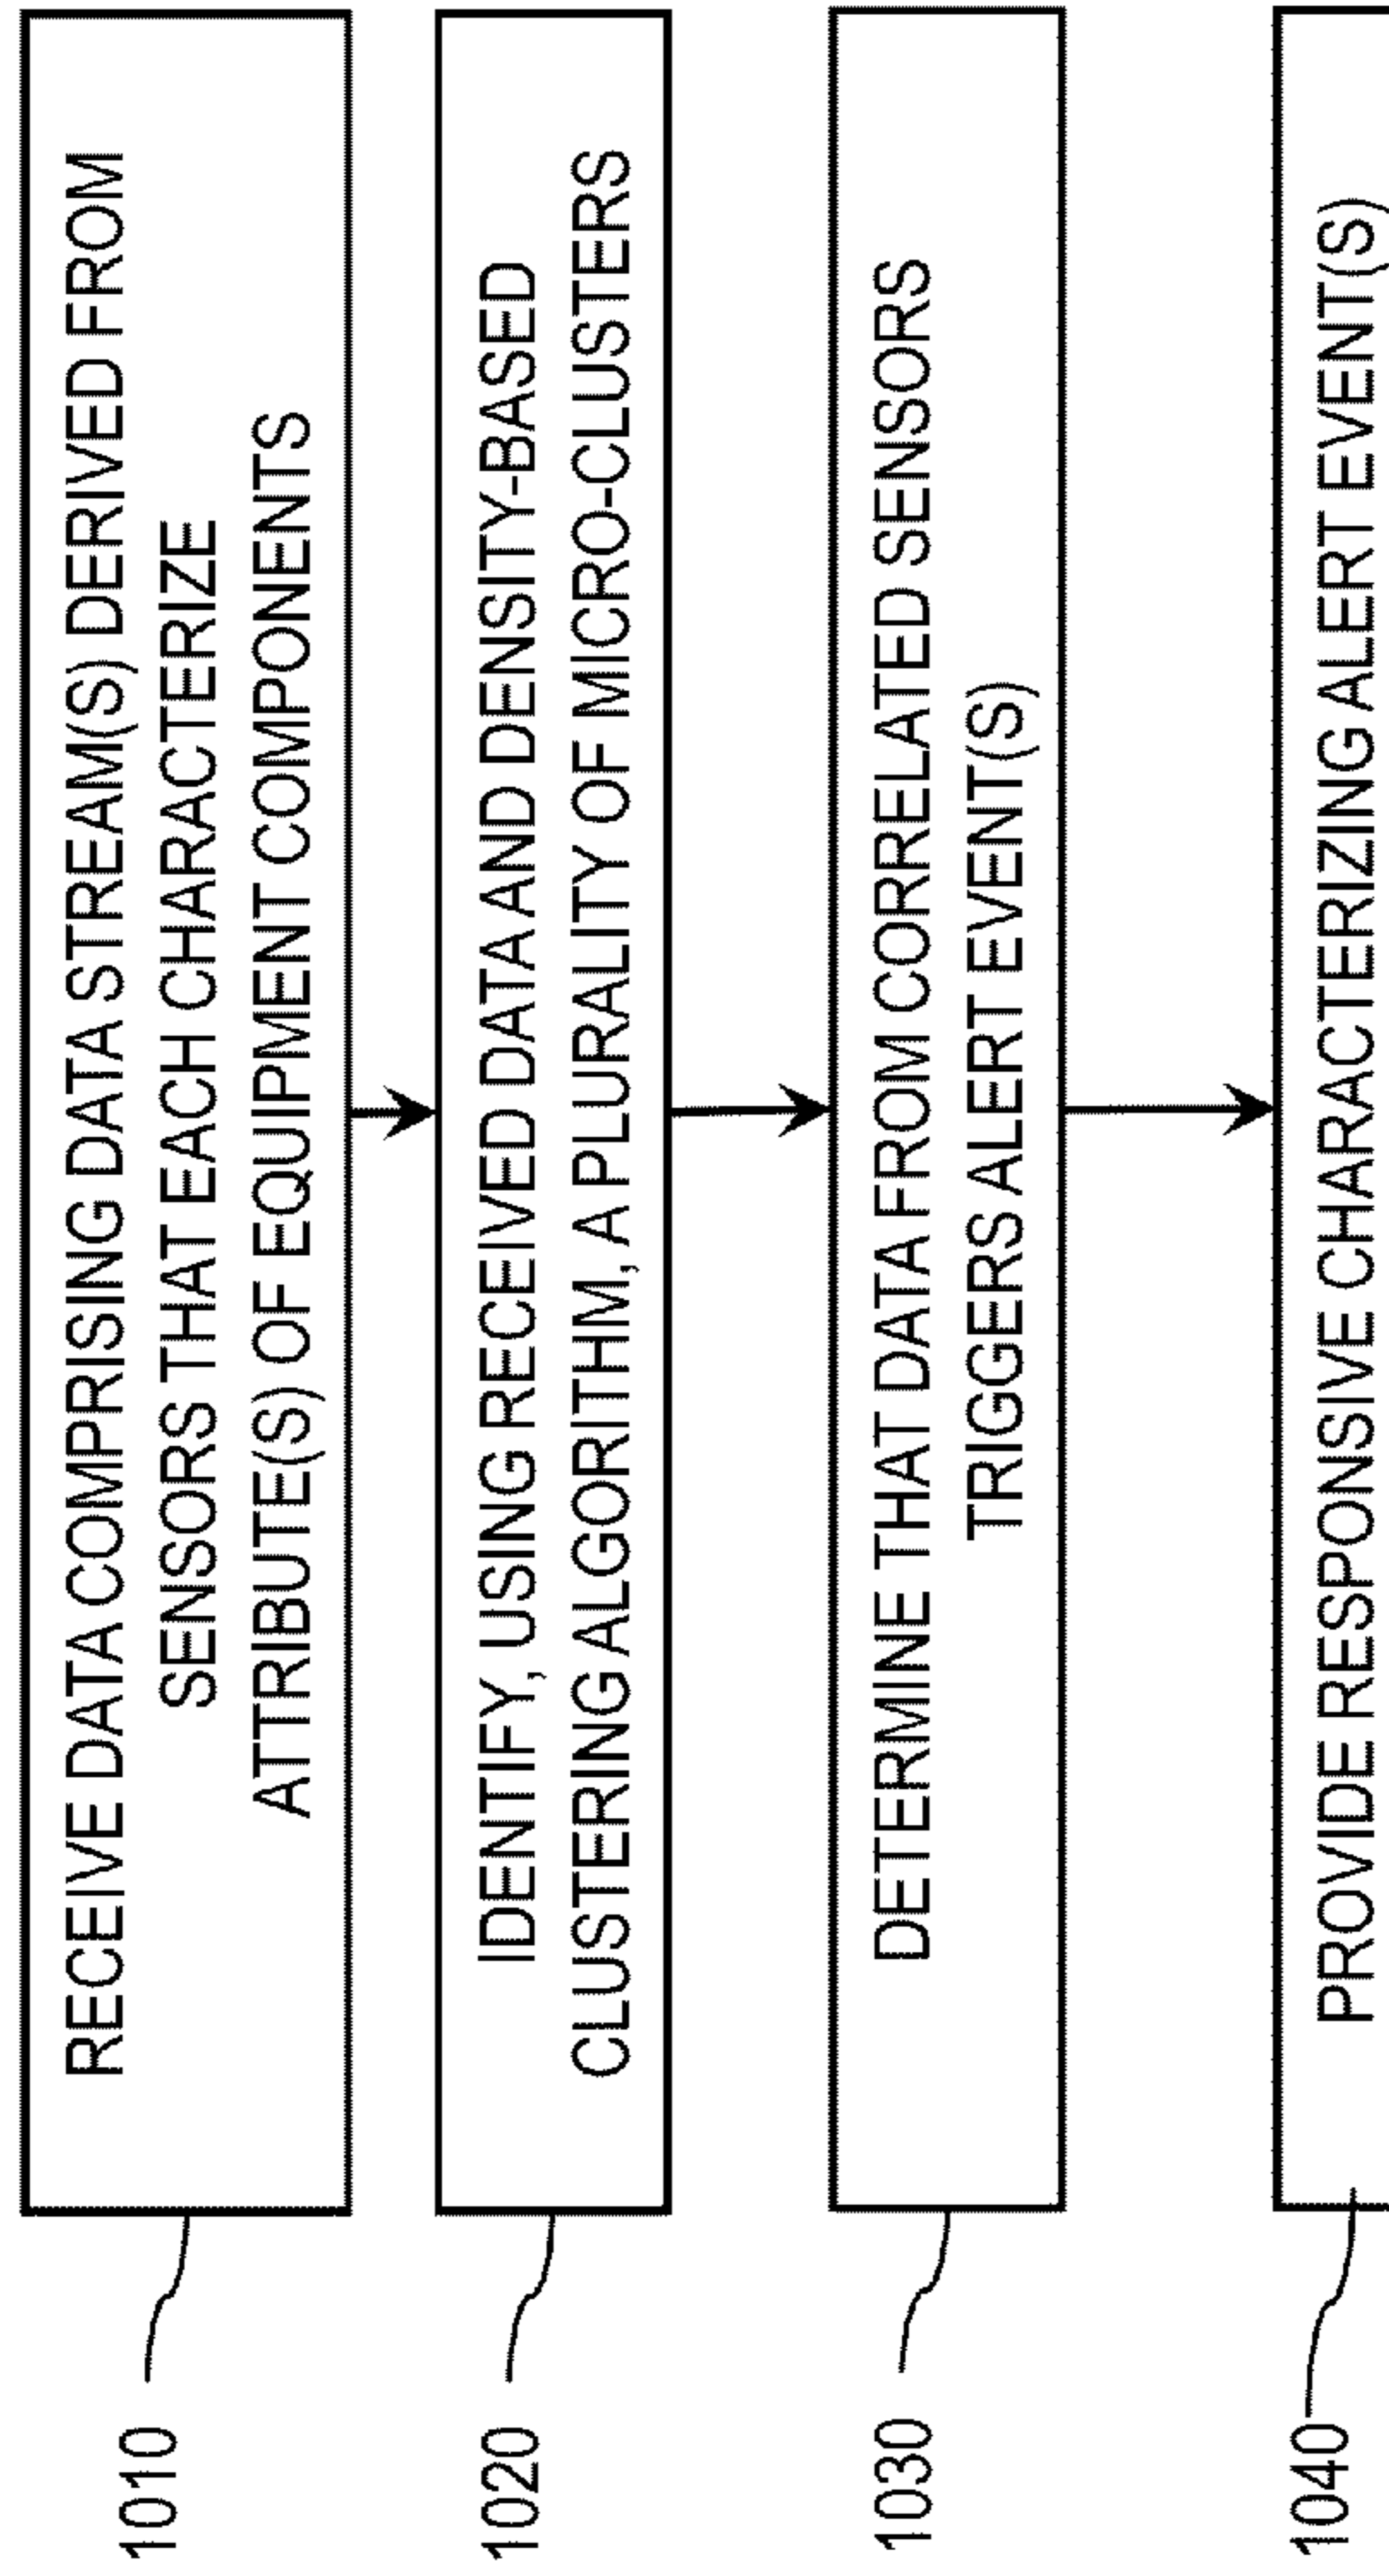 RECEIVE DATA COMPRISING DATA STREAM(S) DERIVED FROM
SENSORS THAT EACH CHARACTERIZE
ATTRIBUTE(S) OF EQUIPMENT COMPONENTS
1010
IDENTIFY, USING RECEIVED DATA AND DENSITY-BASED
CLUSTERING ALGORITHM, A PLURALITY OF MICRO-CLUSTERS
1020
DETERMINE THAT DATA FROM CORRELATED SENSORS
TRIGGERS ALERT EVENT(S)
1030
PROVIDE RESPONSIVE CHARACTERIZING ALERT EVENT(S)
1040